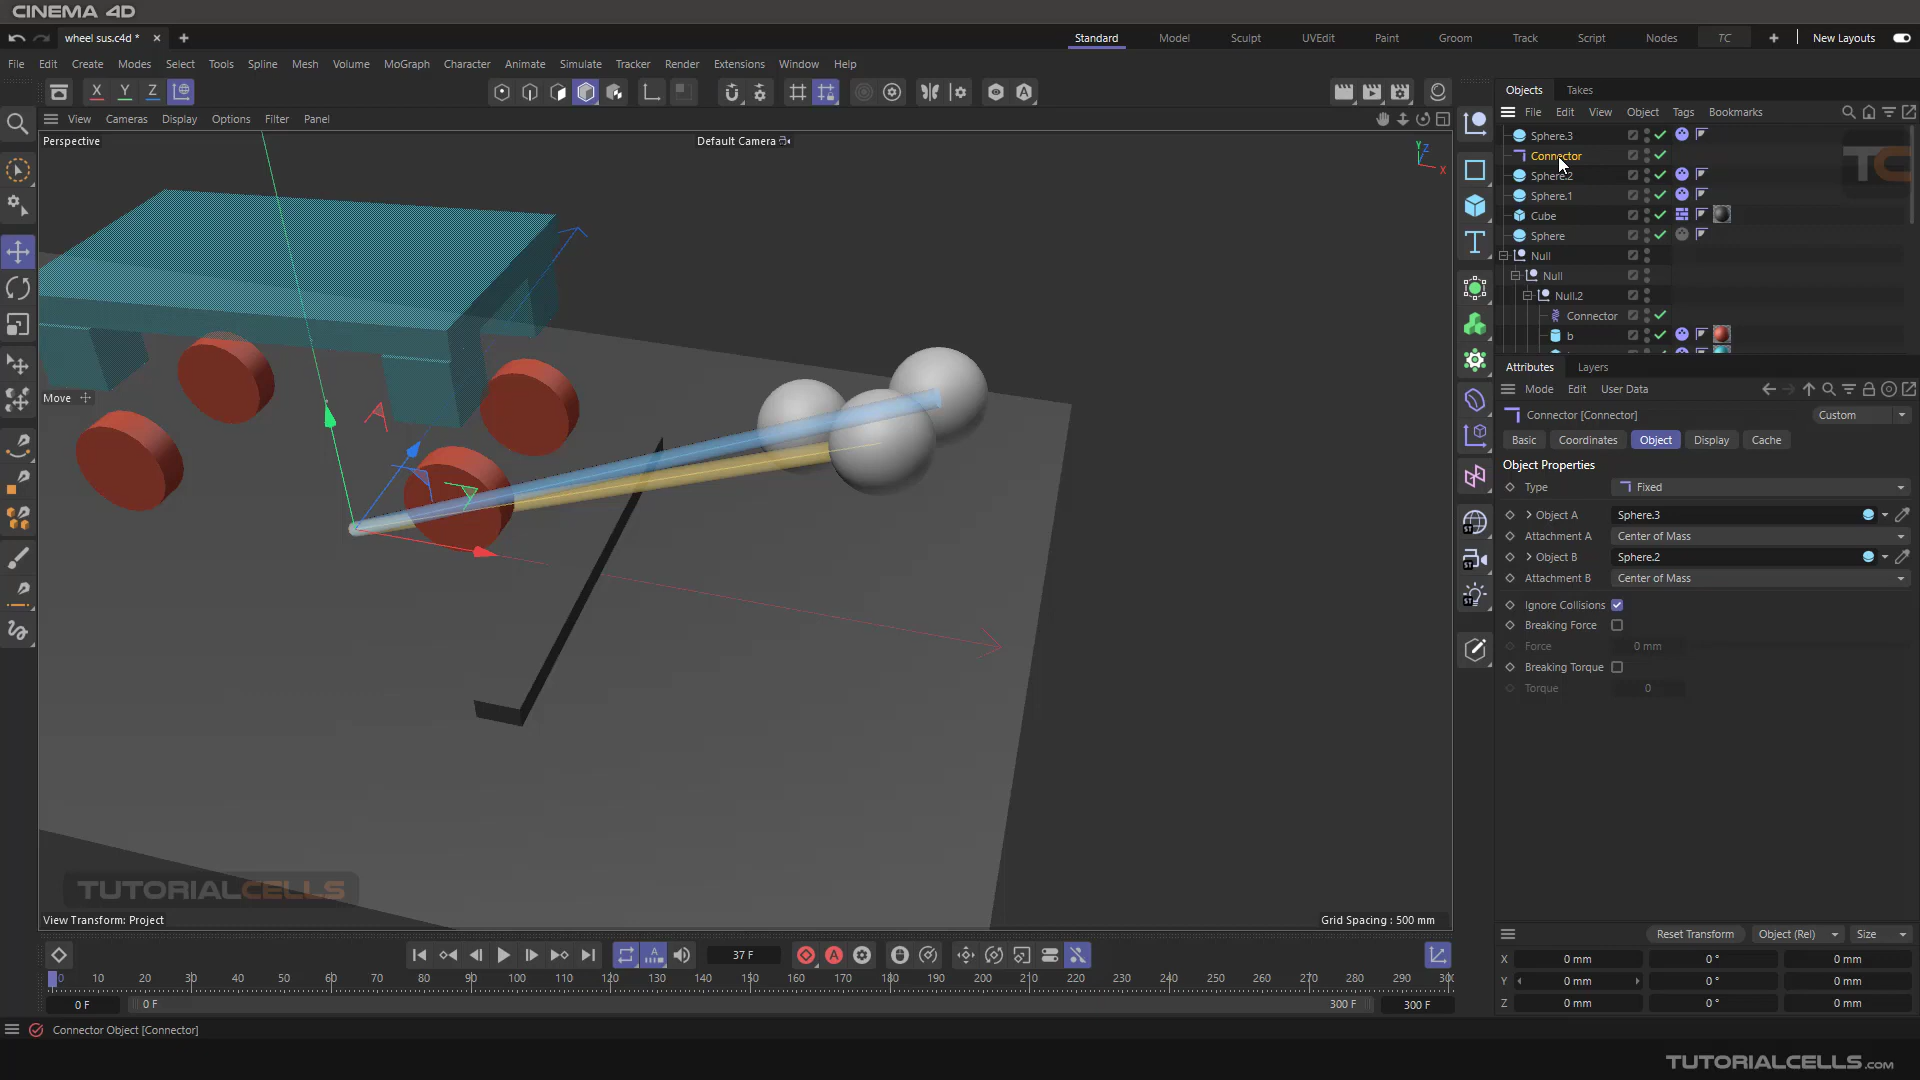 CINEMA 4D
wheel sus.c4d *
Standard Model Sculpt UVEdit Paint Groom Track Script Nodes TC New Layouts
File Edit Create Modes Select Tools Spline Mesh Volume MoGraph Character Animate Simulate Tracker Render Extensions Window Help
X Y Z
View Cameras Display Options Filter Panel
Perspective
Default Camera
Y Z X
Move
View Transform: Project
Grid Spacing : 500 mm
TUTORIALCELLS
Objects Takes
File Edit View Object Tags Bookmarks
TC
Sphere.3
Connector
Sphere.2
Sphere.1
Cube
Sphere
Null
Null
Null.2
Connector
b
Attributes Layers
Mode Edit User Data
Connector [Connector] Custom
Basic Coordinates Object Display Cache
Object Properties
Type Fixed
Object A Sphere.3
Attachment A Center of Mass
Object B Sphere.2
Attachment B Center of Mass
Ignore Collisions
Breaking Force
Force 0 mm
Breaking Torque
Torque 0
Reset Transform Object (Rel) Size
X 0 mm 0 ° 0 mm
Y 0 mm 0 ° 0 mm
Z 0 mm 0 ° 0 mm
37 F
0 10 20 30 40 50 60 70 80 90 100 110 120 130 140 150 160 170 180 190 200 210 220 230 240 250 260 270 280 290 30
0 F 0 F 300 F 300 F
Connector Object [Connector]
TUTORIALCELLS.com